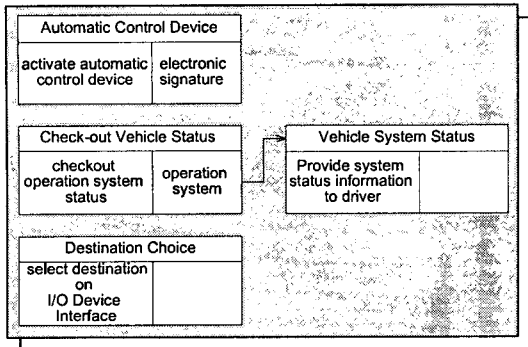 Automatic Control Device
activate automatic
control device
electronic
signature
Check-out Vehicle Status
checkout
operation system
status
operation
system
Vehicle System Status
Provide system
status information
to driver
Destination Choice
select destination
on
I/O Device
Interface